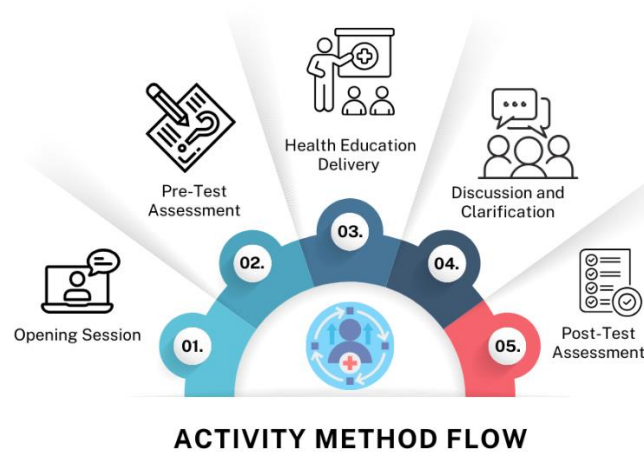 01.
Opening Session
02.
Pre-Test
Assessment
03.
Health Education
Delivery
04.
Discussion and
Clarification
05.
Post-Test
Assessment
ACTIVITY METHOD FLOW